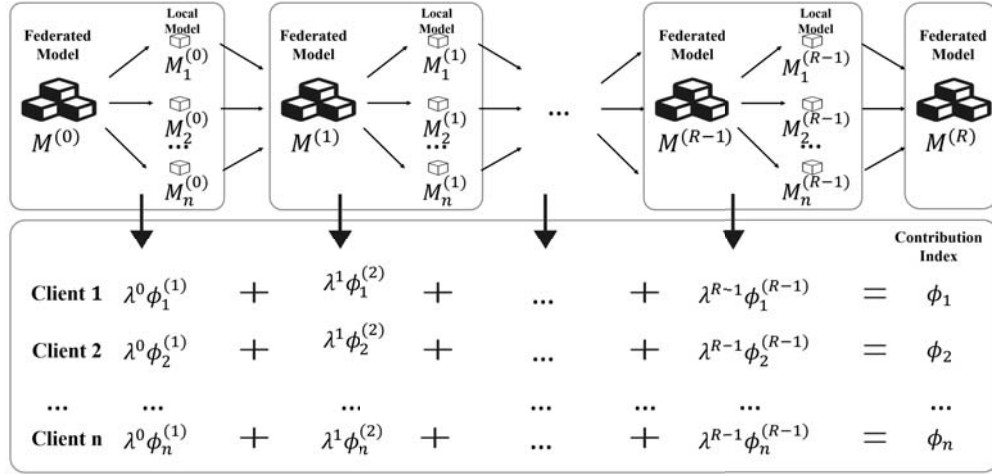 Federated Model
Local Model
M_1^{(0)}
M_2^{(0)}
...
M_n^{(0)}
M^{(0)}
Federated Model
Local Model
M_1^{(1)}
M_2^{(1)}
...
M_n^{(1)}
M^{(1)}
...
Federated Model
Local Model
M_1^{(R-1)}
M_2^{(R-1)}
...
M_n^{(R-1)}
M^{(R-1)}
Federated Model
M^{(R)}
Contribution Index
Client 1 λ^0 ϕ_1^{(1)} + λ^1 ϕ_1^{(2)} + ... + λ^{R-1} ϕ_1^{(R-1)} = ϕ_1
Client 2 λ^0 ϕ_2^{(1)} + λ^1 ϕ_2^{(2)} + ... + λ^{R-1} ϕ_2^{(R-1)} = ϕ_2
... ... ... ... ... ... ...
Client n λ^0 ϕ_n^{(1)} + λ^1 ϕ_n^{(2)} + ... + λ^{R-1} ϕ_n^{(R-1)} = ϕ_n